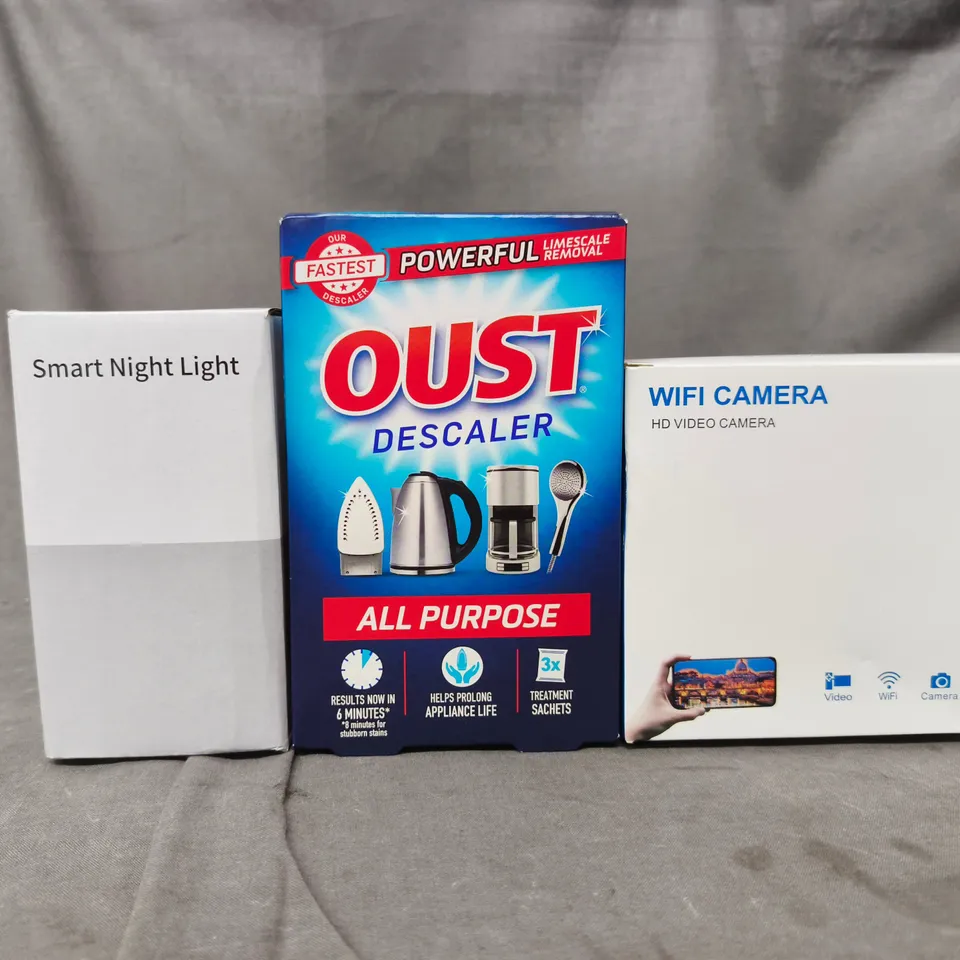 Smart Night Light
OUR
FASTEST
DESCALER
POWERFUL
LIMESCALE
REMOVAL
OUST®
DESCALER
ALL PURPOSE
RESULTS NOW IN
6 MINUTES*
*8 minutes for
stubborn stains
HELPS PROLONG
APPLIANCE LIFE
3x
TREATMENT
SACHETS
WIFI CAMERA
HD VIDEO CAMERA
Video
WiFi
Camera